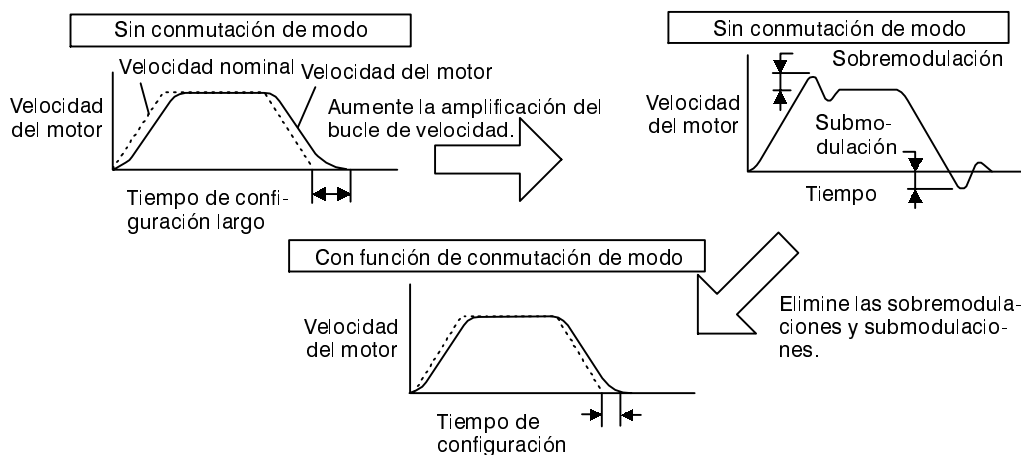 Sin conmutación de modo
Velocidad nominal
Velocidad del motor
Velocidad
del motor
Aumente la amplificación del
bucle de velocidad.
Tiempo de confi-
guración largo
Sin conmutación de modo
Sobremodulación
Velocidad
del motor
Submo-
dulación
Tiempo
Con función de conmutación de modo
Velocidad
del motor
Elimine las sobremodula-
ciones y submodulacio-
nes.
Tiempo de
configuración